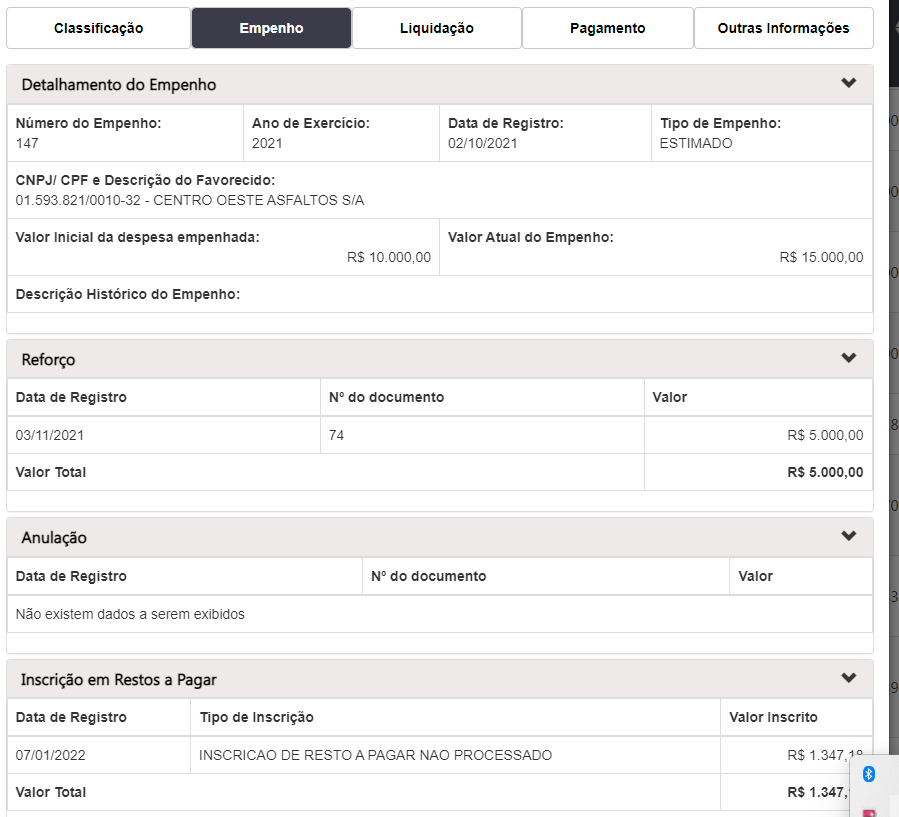 Classificação Empenho Liquidação Pagamento Outras Informações
Detalhamento do Empenho
Número do Empenho: Ano de Exercício: Data de Registro: Tipo de Empenho:
147 2021 02/10/2021 ESTIMADO
CNPJ/ CPF e Descrição do Favorecido:
01.593.821/0010-32 - CENTRO OESTE ASFALTOS S/A
Valor Inicial da despesa empenhada: Valor Atual do Empenho:
R$ 10.000,00 R$ 15.000,00
Descrição Histórico do Empenho:
Reforço
Data de Registro Nº do documento Valor
03/11/2021 74 R$ 5.000,00
Valor Total R$ 5.000,00
Anulação
Data de Registro Nº do documento Valor
Não existem dados a serem exibidos
Inscrição em Restos a Pagar
Data de Registro Tipo de Inscrição Valor Inscrito
07/01/2022 INSCRICAO DE RESTO A PAGAR NAO PROCESSADO R$ 1.347,18
Valor Total R$ 1.347,